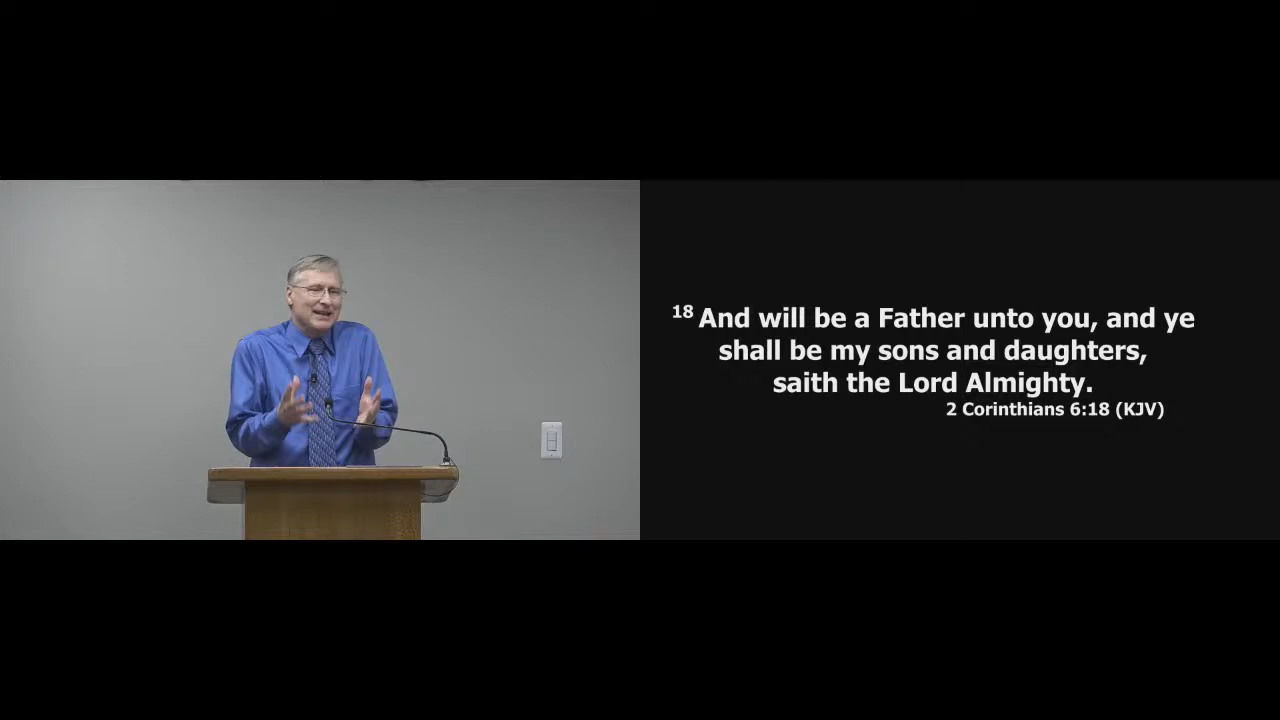 18 And will be a Father unto you, and ye
shall be my sons and daughters,
saith the Lord Almighty.
2 Corinthians 6:18 (KJV)